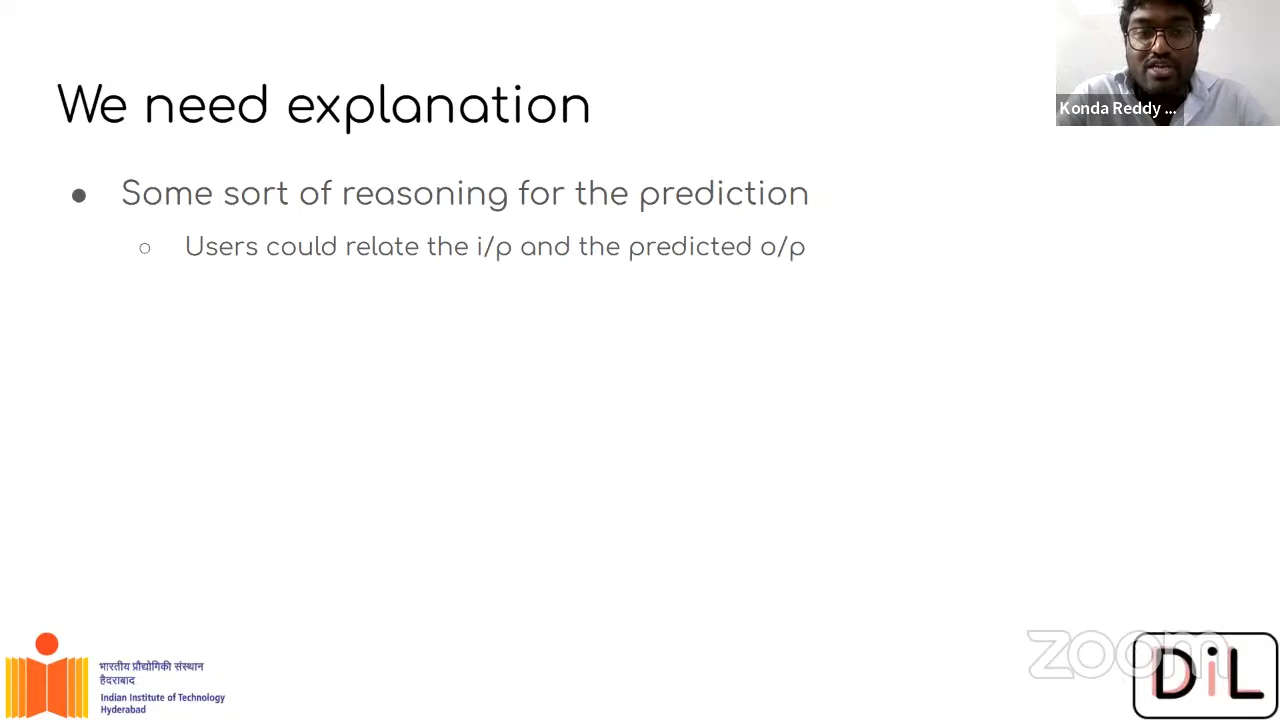 We need explanation
Konda Reddy ...
● Some sort of reasoning for the prediction
○ Users could relate the i/p and the predicted o/p
भारतीय प्रौद्योगिकी संस्थान
हैदराबाद
Indian Institute of Technology
Hyderabad
zoom
DiL